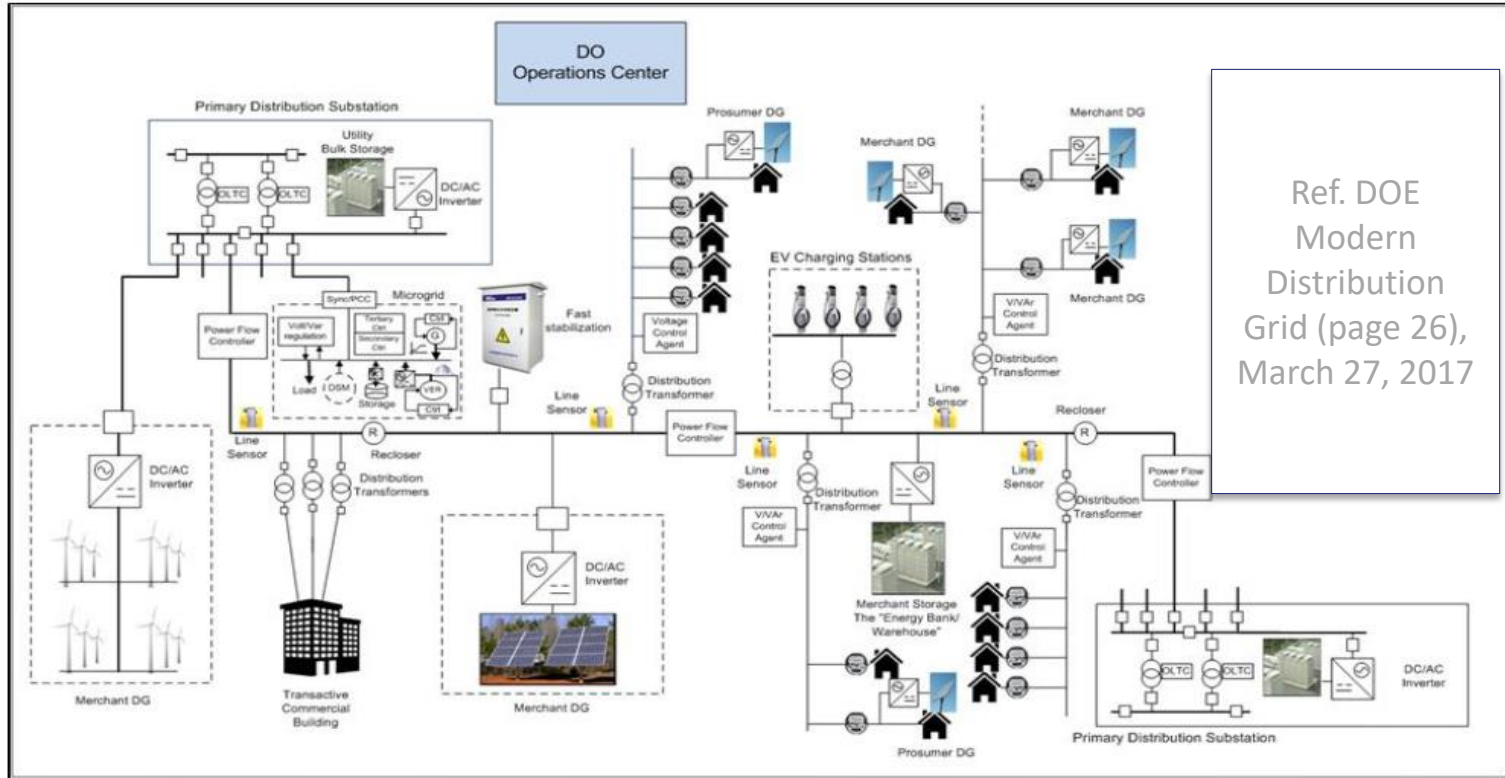 DO
Operations Center
Primary Distribution Substation
Utility
Bulk Storage
OLTC
OLTC
DC/AC
Inverter
Prosumer DG
Merchant DG
Merchant DG
Merchant DG
Ref. DOE
Modern
Distribution
Grid (page 26),
March 27, 2017
EV Charging Stations
Sync/PCC
Microgrid
Volt/Var
regulation
Tertiary
Ctrl
Secondary
Ctrl
Ctrl
G
Load
DSM
Storage
VER
Ctrl
Power Flow
Controller
Fast
stabilization
Voltage
Control
Agent
V/VAr
Control
Agent
Distribution
Transformer
Distribution
Transformer
Line
Sensor
Line
Sensor
Line
Sensor
R
Recloser
Power Flow
Controller
Recloser
R
Line
Sensor
Line
Sensor
Power Flow
Controller
DC/AC
Inverter
Distribution
Transformers
DC/AC
Inverter
Distribution
Transformer
V/VAr
Control
Agent
Distribution
Transformer
V/VAr
Control
Agent
Merchant Storage
The "Energy Bank/
Warehouse"
Merchant DG
Transactive
Commercial
Building
Merchant DG
Prosumer DG
OLTC
OLTC
DC/AC
Inverter
Primary Distribution Substation